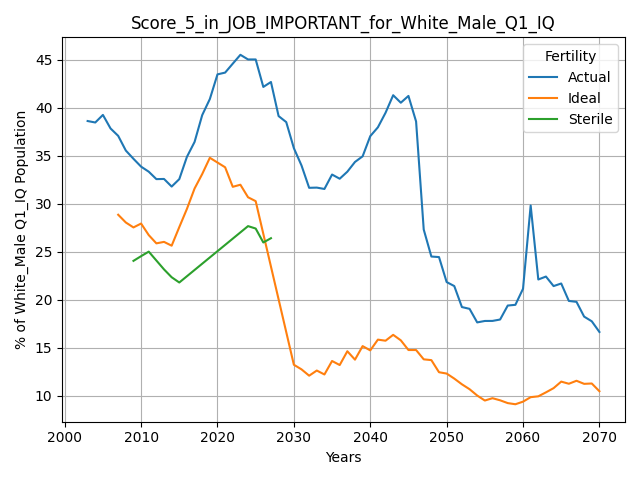 Score_5_in_JOB_IMPORTANT_for_White_Male_Q1_IQ
% of White_Male Q1_IQ Population
45
40
35
30
25
20
15
10
Fertility
Actual
Ideal
Sterile
2000 2010 2020 2030 2040 2050 2060 2070
Years